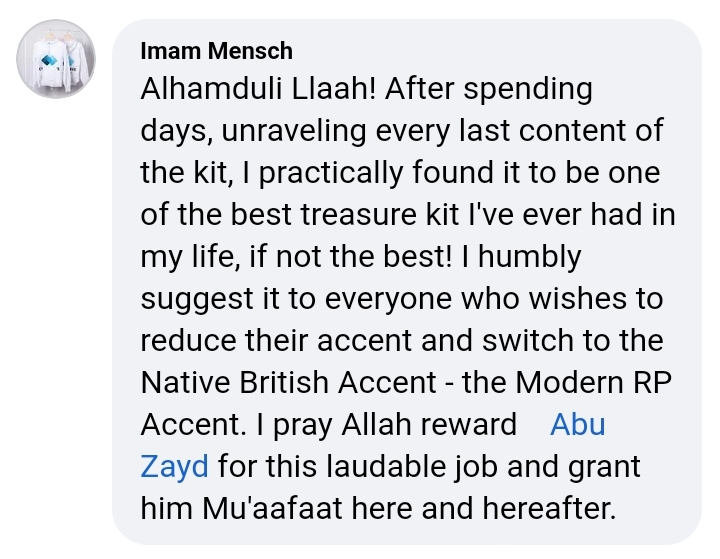 Imam Mensch
Alhamduli Llaah! After spending
days, unraveling every last content of
the kit, I practically found it to be one
of the best treasure kit I've ever had in
my life, if not the best! I humbly
suggest it to everyone who wishes to
reduce their accent and switch to the
Native British Accent - the Modern RP
Accent. I pray Allah reward Abu
Zayd for this laudable job and grant
him Mu'aafaat here and hereafter.